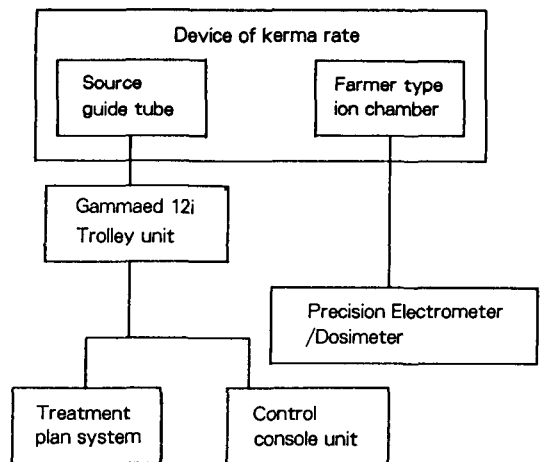 Device of kerma rate
Source
guide tube
Farmer type
ion chamber
Gammaed 12i
Trolley unit
Precision Electrometer
/Dosimeter
Treatment
plan system
Control
console unit